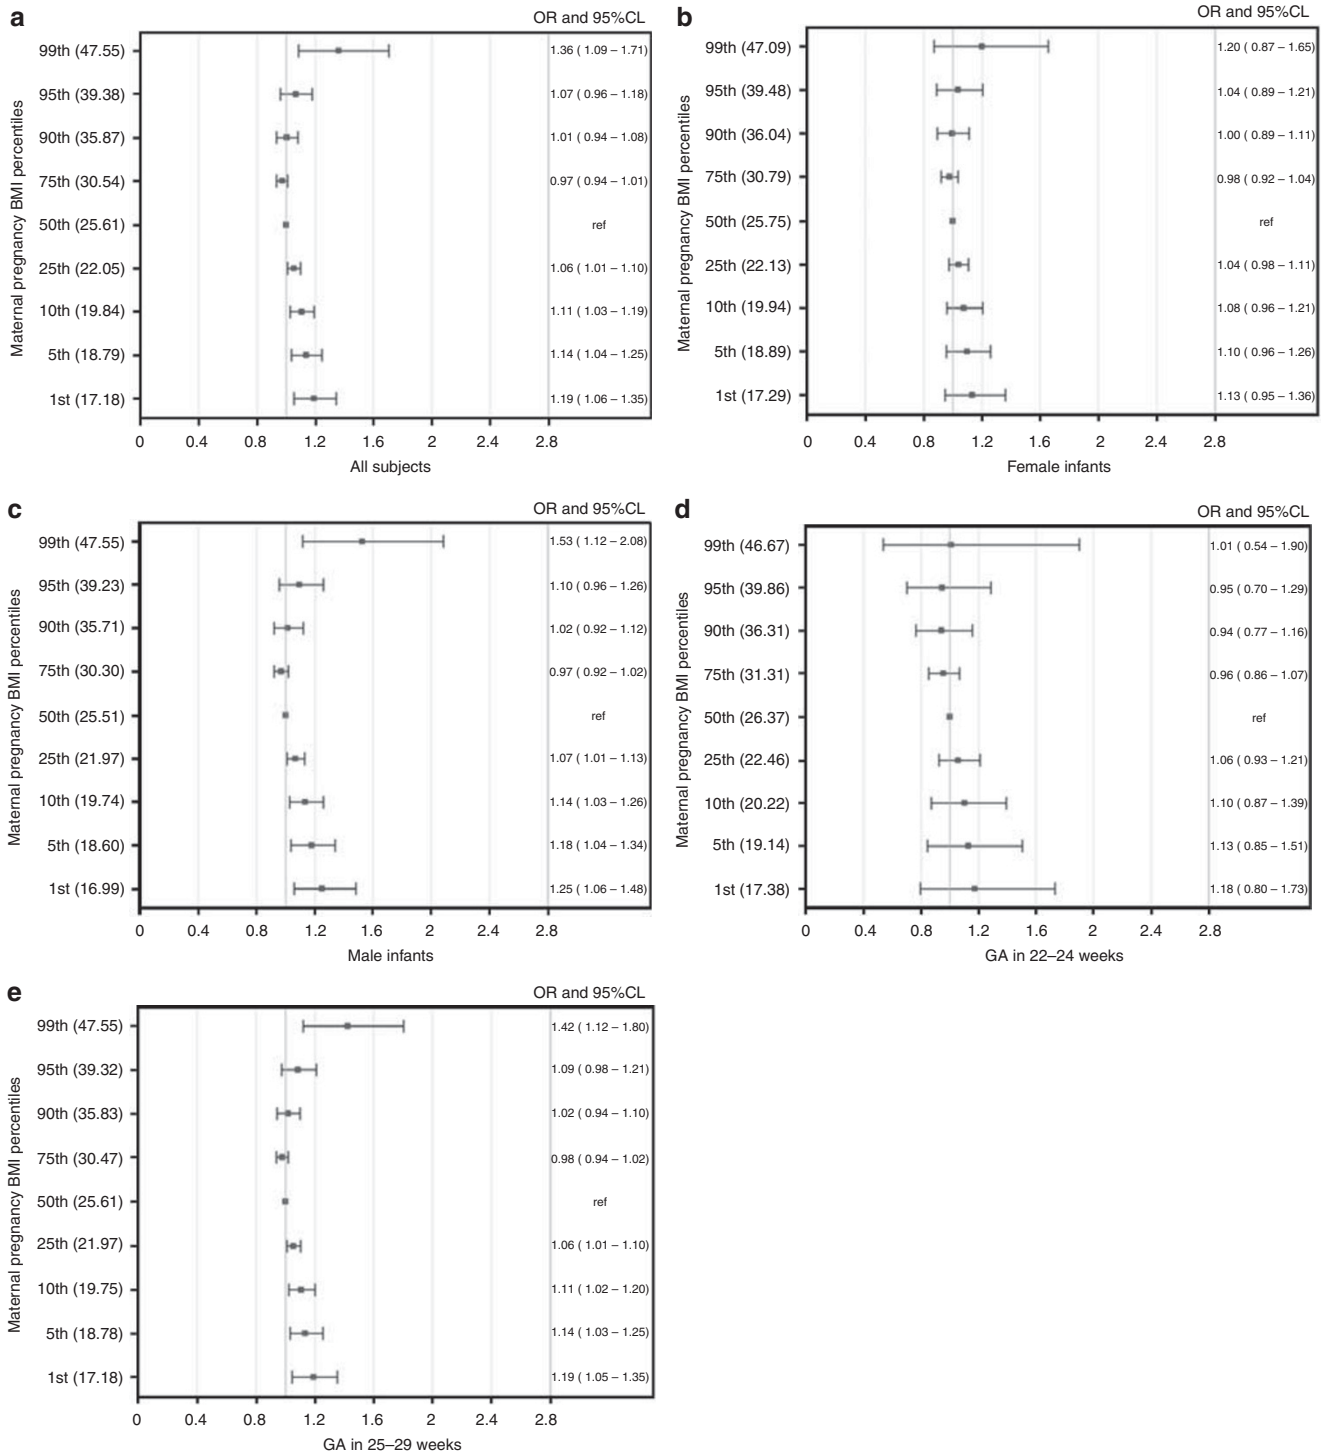 a
OR and 95%CL
Maternal pregnancy BMI percentiles
99th (47.55) 1.36 ( 1.09 – 1.71)
95th (39.38) 1.07 ( 0.96 – 1.18)
90th (35.87) 1.01 ( 0.94 – 1.08)
75th (30.54) 0.97 ( 0.94 – 1.01)
50th (25.61) ref
25th (22.05) 1.06 ( 1.01 – 1.10)
10th (19.84) 1.11 ( 1.03 – 1.19)
5th (18.79) 1.14 ( 1.04 – 1.25)
1st (17.18) 1.19 ( 1.06 – 1.35)
0 0.4 0.8 1.2 1.6 2 2.4 2.8
All subjects
b
OR and 95%CL
Maternal pregnancy BMI percentiles
99th (47.09) 1.20 ( 0.87 – 1.65)
95th (39.48) 1.04 ( 0.89 – 1.21)
90th (36.04) 1.00 ( 0.89 – 1.11)
75th (30.79) 0.98 ( 0.92 – 1.04)
50th (25.75) ref
25th (22.13) 1.04 ( 0.98 – 1.11)
10th (19.94) 1.08 ( 0.96 – 1.21)
5th (18.89) 1.10 ( 0.96 – 1.26)
1st (17.29) 1.13 ( 0.95 – 1.36)
0 0.4 0.8 1.2 1.6 2 2.4 2.8
Female infants
c
OR and 95%CL
Maternal pregnancy BMI percentiles
99th (47.55) 1.53 ( 1.12 – 2.08)
95th (39.23) 1.10 ( 0.96 – 1.26)
90th (35.71) 1.02 ( 0.92 – 1.12)
75th (30.30) 0.97 ( 0.92 – 1.02)
50th (25.51) ref
25th (21.97) 1.07 ( 1.01 – 1.13)
10th (19.74) 1.14 ( 1.03 – 1.26)
5th (18.60) 1.18 ( 1.04 – 1.34)
1st (16.99) 1.25 ( 1.06 – 1.48)
0 0.4 0.8 1.2 1.6 2 2.4 2.8
Male infants
d
OR and 95%CL
Maternal pregnancy BMI percentiles
99th (46.67) 1.01 ( 0.54 – 1.90)
95th (39.86) 0.95 ( 0.70 – 1.29)
90th (36.31) 0.94 ( 0.77 – 1.16)
75th (31.31) 0.96 ( 0.86 – 1.07)
50th (26.37) ref
25th (22.46) 1.06 ( 0.93 – 1.21)
10th (20.22) 1.10 ( 0.87 – 1.39)
5th (19.14) 1.13 ( 0.85 – 1.51)
1st (17.38) 1.18 ( 0.80 – 1.73)
0 0.4 0.8 1.2 1.6 2 2.4 2.8
GA in 22–24 weeks
e
OR and 95%CL
Maternal pregnancy BMI percentiles
99th (47.55) 1.42 ( 1.12 – 1.80)
95th (39.32) 1.09 ( 0.98 – 1.21)
90th (35.83) 1.02 ( 0.94 – 1.10)
75th (30.47) 0.98 ( 0.94 – 1.02)
50th (25.61) ref
25th (21.97) 1.06 ( 1.01 – 1.10)
10th (19.75) 1.11 ( 1.02 – 1.20)
5th (18.78) 1.14 ( 1.03 – 1.25)
1st (17.18) 1.19 ( 1.05 – 1.35)
0 0.4 0.8 1.2 1.6 2 2.4 2.8
GA in 25–29 weeks